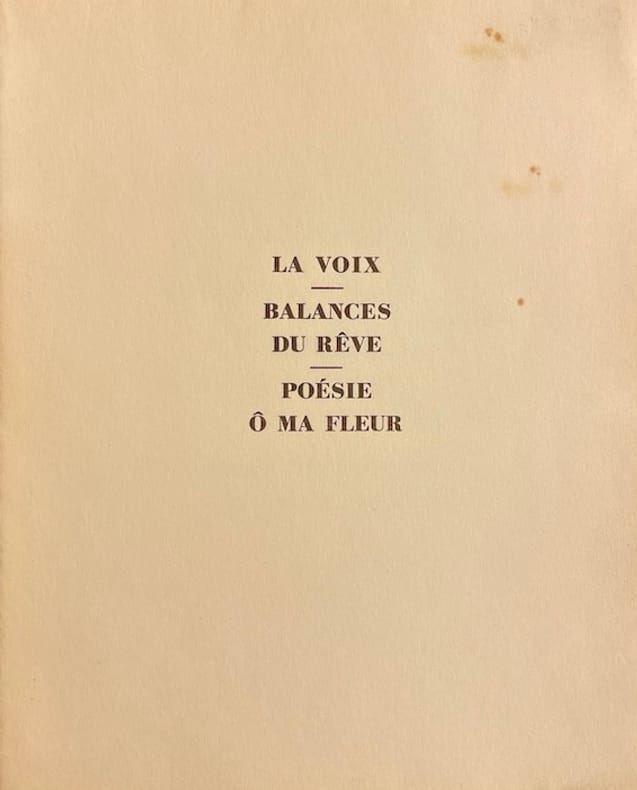 LA VOIX
BALANCES
DU RÊVE
POÉSIE
Ô MA FLEUR